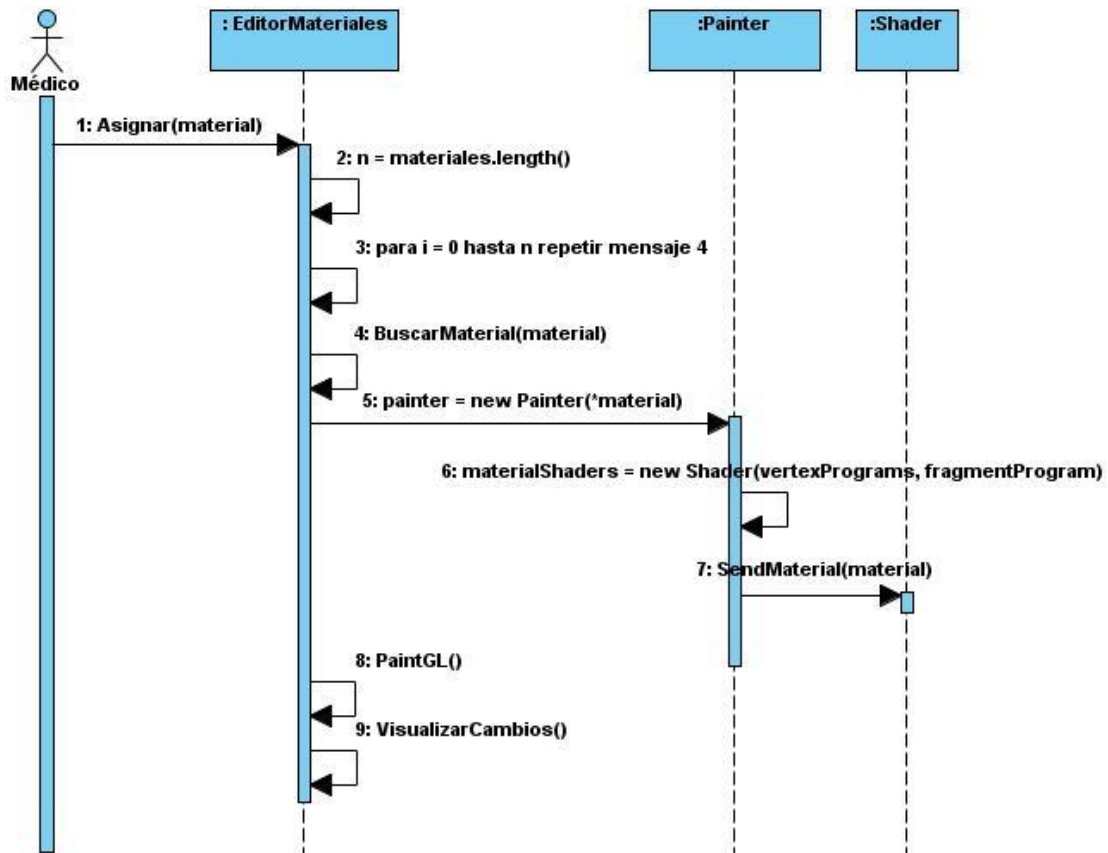 : EditorMateriales
:Painter
:Shader
Médico
1: Asignar(material)
2: n = materiales.length()
3: para i = 0 hasta n repetir mensaje 4
4: BuscarMaterial(material)
5: painter = new Painter(*material)
6: materialShaders = new Shader(vertexPrograms, fragmentProgram)
7: SendMaterial(material)
8: PaintGL()
9: VisualizarCambios()